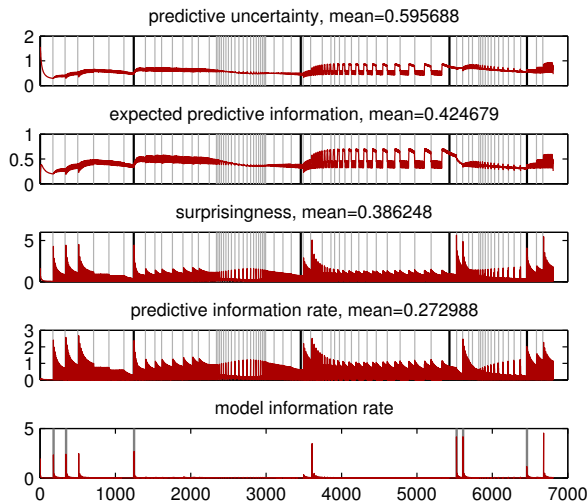 predictive uncertainty, mean=0.595688
2
1
0
expected predictive information, mean=0.424679
1
0.5
0
surprisingness, mean=0.386248
5
0
predictive information rate, mean=0.272988
3
2
1
0
model information rate
5
0
0 1000 2000 3000 4000 5000 6000 7000